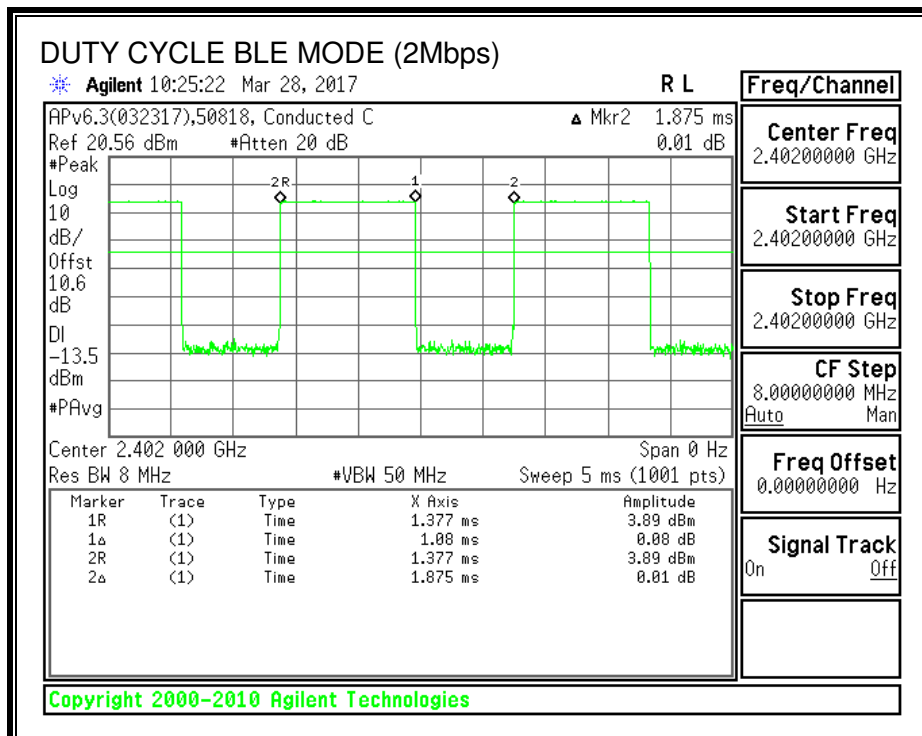 DUTY CYCLE BLE MODE (2Mbps)
Agilent 10:25:22 Mar 28, 2017 R L
APv6.3(032317),50818, Conducted C Δ Mkr2 1.875 ms
Ref 20.56 dBm #Atten 20 dB 0.01 dB
#Peak
Log
10
dB/
Offst
10.6
dB
DI
-13.5
dBm
#PAvg
2R 1 2
Center 2.402 000 GHz Span 0 Hz
Res BW 8 MHz #VBW 50 MHz Sweep 5 ms (1001 pts)
Marker Trace Type X Axis Amplitude
1R (1) Time 1.377 ms 3.89 dBm
1Δ (1) Time 1.08 ms 0.08 dB
2R (1) Time 1.377 ms 3.89 dBm
2Δ (1) Time 1.875 ms 0.01 dB
Freq/Channel
Center Freq
2.40200000 GHz
Start Freq
2.40200000 GHz
Stop Freq
2.40200000 GHz
CF Step
8.00000000 MHz
Auto Man
Freq Offset
0.00000000 Hz
Signal Track
On Off
Copyright 2000-2010 Agilent Technologies